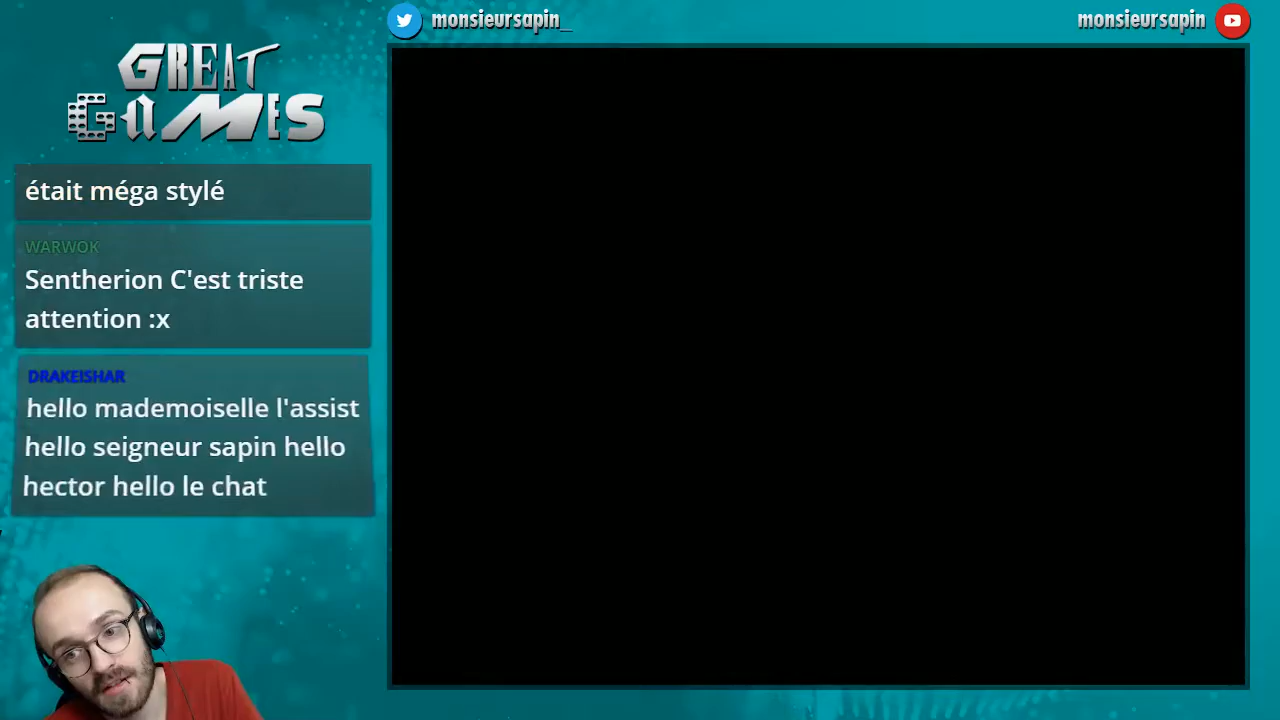 monsieursapin_
monsieursapin
GREAT
GAMES
était méga stylé
WARWOK
Sentherion C'est triste
attention :x
DRAKEISHAR
hello mademoiselle l'assist
hello seigneur sapin hello
hector hello le chat